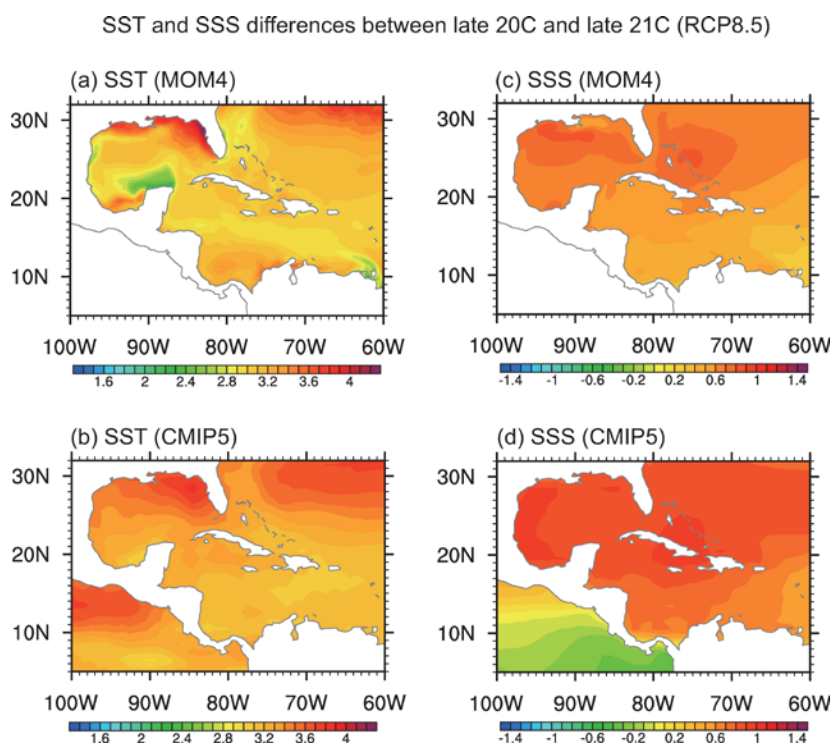 SST and SSS differences between late 20C and late 21C (RCP8.5)
(a) SST (MOM4)
30N
20N
10N
100W 90W 80W 70W 60W
1.6 2 2.4 2.8 3.2 3.6 4
(c) SSS (MOM4)
30N
20N
10N
100W 90W 80W 70W 60W
-1.4 -1 -0.6 -0.2 0.2 0.6 1 1.4
(b) SST (CMIP5)
30N
20N
10N
100W 90W 80W 70W 60W
1.6 2 2.4 2.8 3.2 3.6 4
(d) SSS (CMIP5)
30N
20N
10N
100W 90W 80W 70W 60W
-1.4 -1 -0.6 -0.2 0.2 0.6 1 1.4